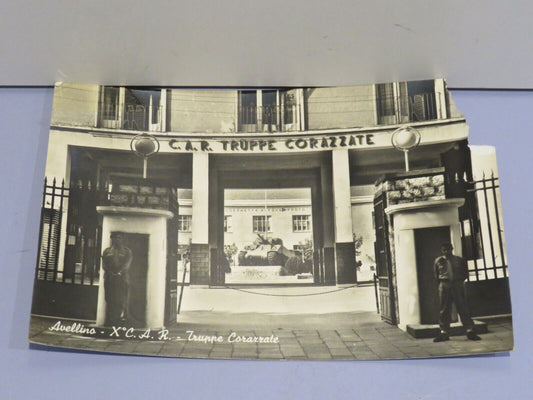 C.A.R. TRUPPE CORAZZATE
Avellino - X° C. A. R. = Truppe Corazzate